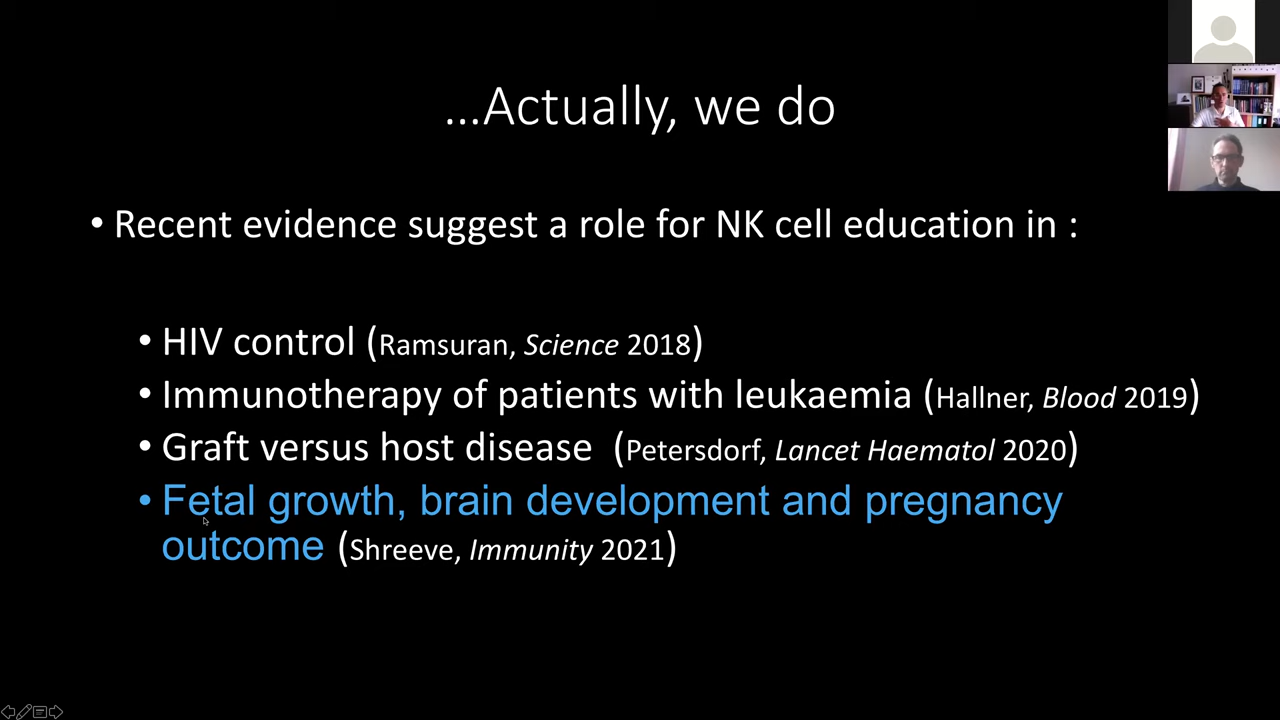 ...Actually, we do
• Recent evidence suggest a role for NK cell education in :
• HIV control (Ramsuran, Science 2018)
• Immunotherapy of patients with leukaemia (Hallner, Blood 2019)
• Graft versus host disease (Petersdorf, Lancet Haematol 2020)
• Fetal growth, brain development and pregnancy
outcome (Shreeve, Immunity 2021)